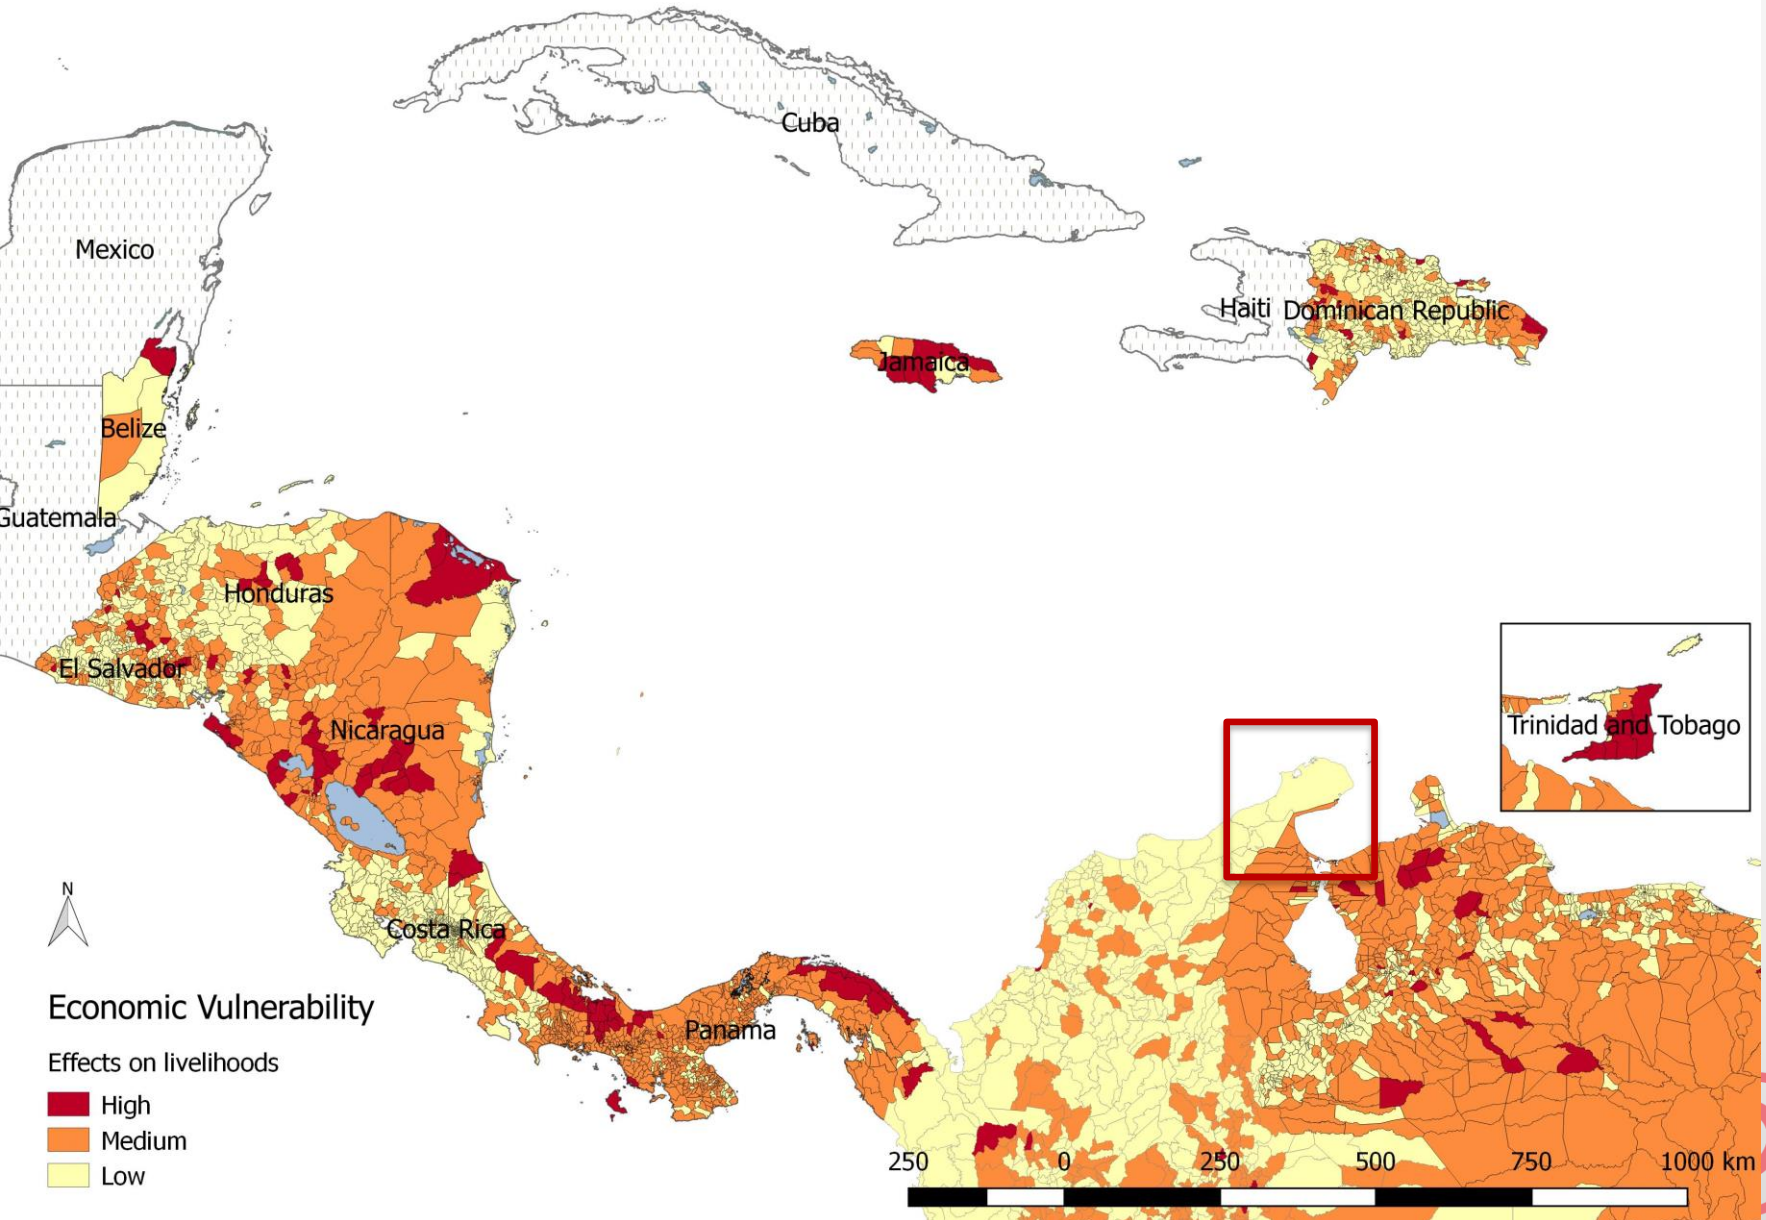 Cuba
Mexico
Haiti
Dominican Republic
Jamaica
Belize
Guatemala
Honduras
El Salvador
Nicaragua
Trinidad and Tobago
N
Costa Rica
Panama
Economic Vulnerability
Effects on livelihoods
High
Medium
Low
250 0 250 500 750 1000 km